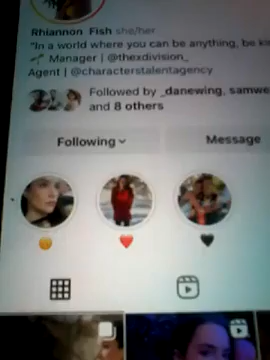 Rhiannon Fish she/her
"In a world where you can be anything, be ki
Manager | @thexdivision_
Agent | @characterstalentagency
Followed by _danewing, samwe
and 8 others
Following
Message